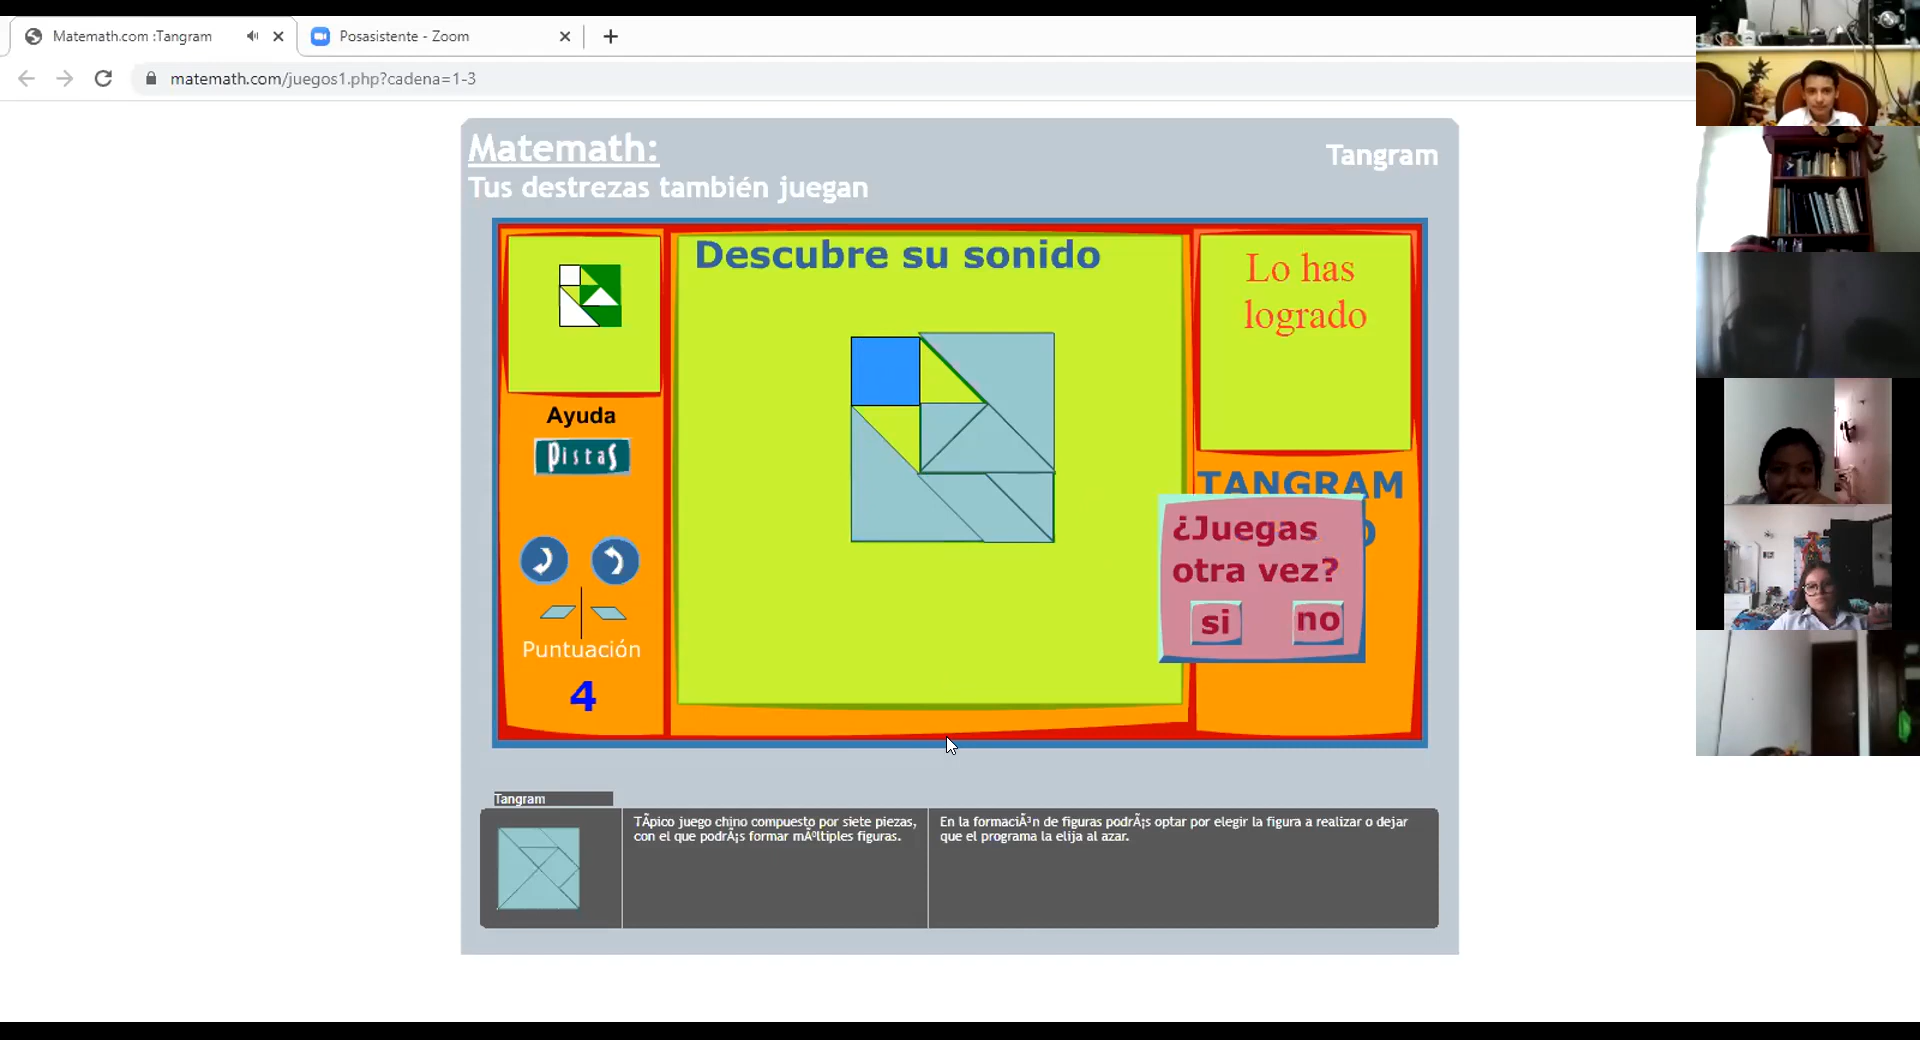 Matemath.com :Tangram
Posasistente - Zoom
matemath.com/juegos1.php?cadena=1-3
Matemath:
Tangram
Tus destrezas también juegan
Descubre su sonido
Lo has
logrado
Ayuda
PistaS
TANGRAM
¿Juegas
otra vez?
si
no
Puntuación
4
Tangram
TÃpico juego chino compuesto por siete piezas,
con el que podrÃ¡s formar mÃºltiples figuras.
En la formaciÃ³n de figuras podrÃ¡s optar por elegir la figura a realizar o dejar
que el programa la elija al azar.